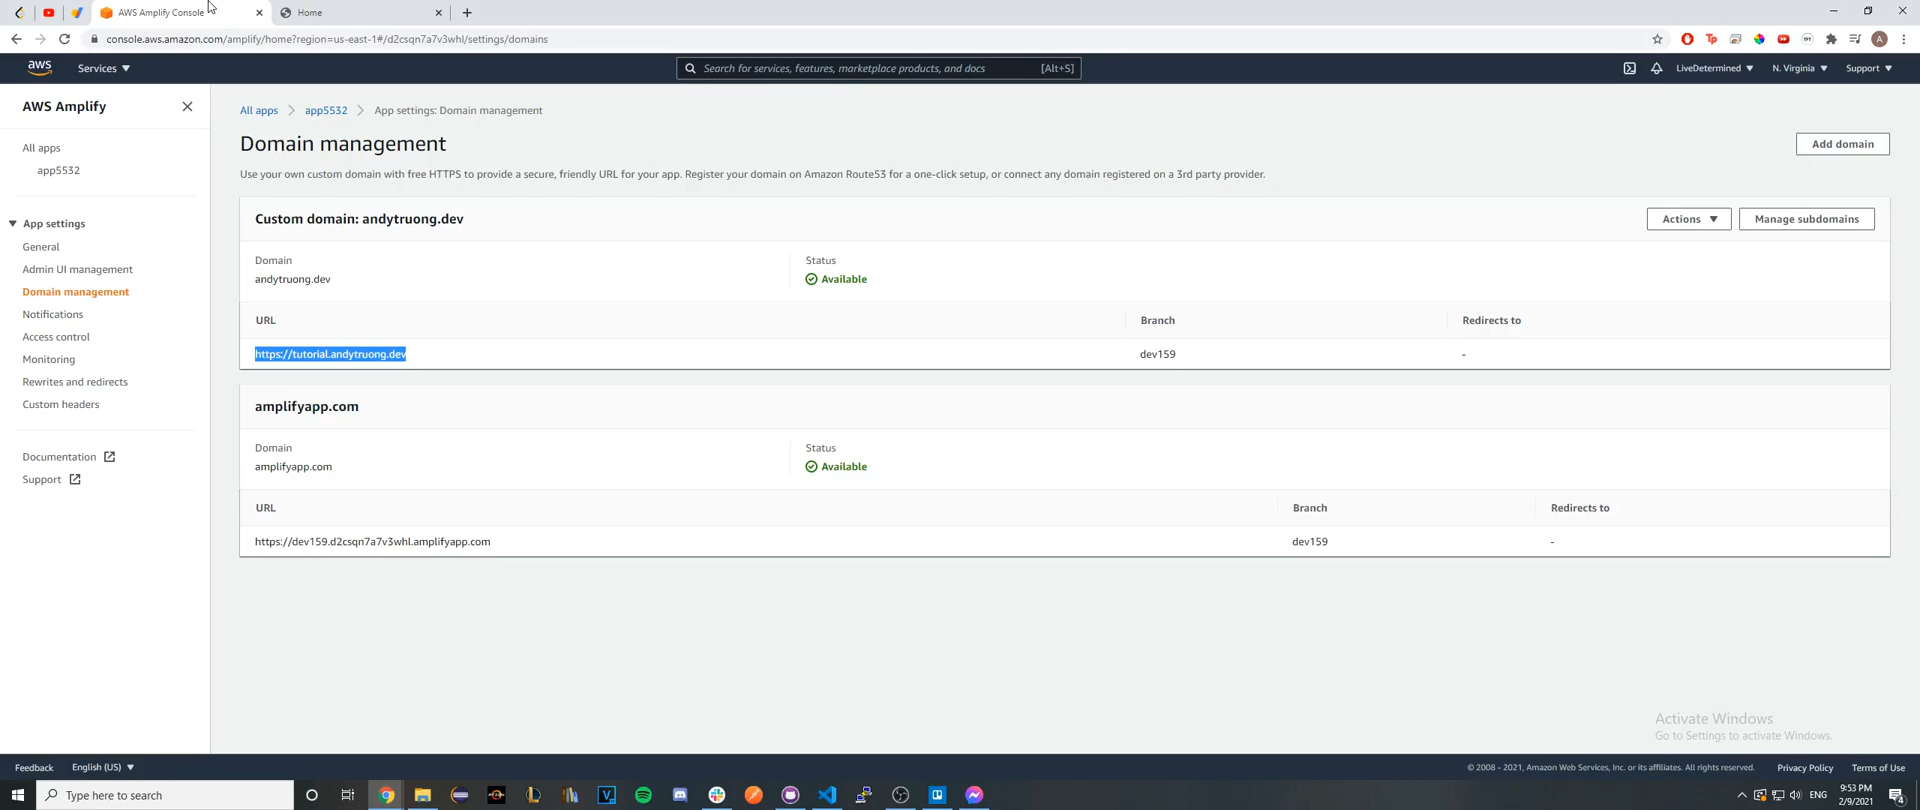 AWS Amplify Console
Home
console.aws.amazon.com/amplify/home?region=us-east-1#/d2csqn7a7v3whl/settings/domains
aws
Services
Search for services, features, marketplace products, and docs
[Alt+S]
LiveDetermined
N. Virginia
Support
AWS Amplify
All apps
app5532
App settings
General
Admin UI management
Domain management
Notifications
Access control
Monitoring
Rewrites and redirects
Custom headers
Documentation
Support
All apps
app5532
App settings: Domain management
Domain management
Add domain
Use your own custom domain with free HTTPS to provide a secure, friendly URL for your app. Register your domain on Amazon Route53 for a one-click setup, or connect any domain registered on a 3rd party provider.
Custom domain: andytruong.dev
Actions
Manage subdomains
Domain
Status
andytruong.dev
Available
URL
Branch
Redirects to
https://tutorial.andytruong.dev
dev159
-
amplifyapp.com
Domain
Status
amplifyapp.com
Available
URL
Branch
Redirects to
https://dev159.d2csqn7a7v3whl.amplifyapp.com
dev159
-
Activate Windows
Go to Settings to activate Windows.
Feedback
English (US)
© 2008 - 2021, Amazon Web Services, Inc. or its affiliates. All rights reserved.
Privacy Policy
Terms of Use
Type here to search
ENG
9:53 PM
2/9/2021